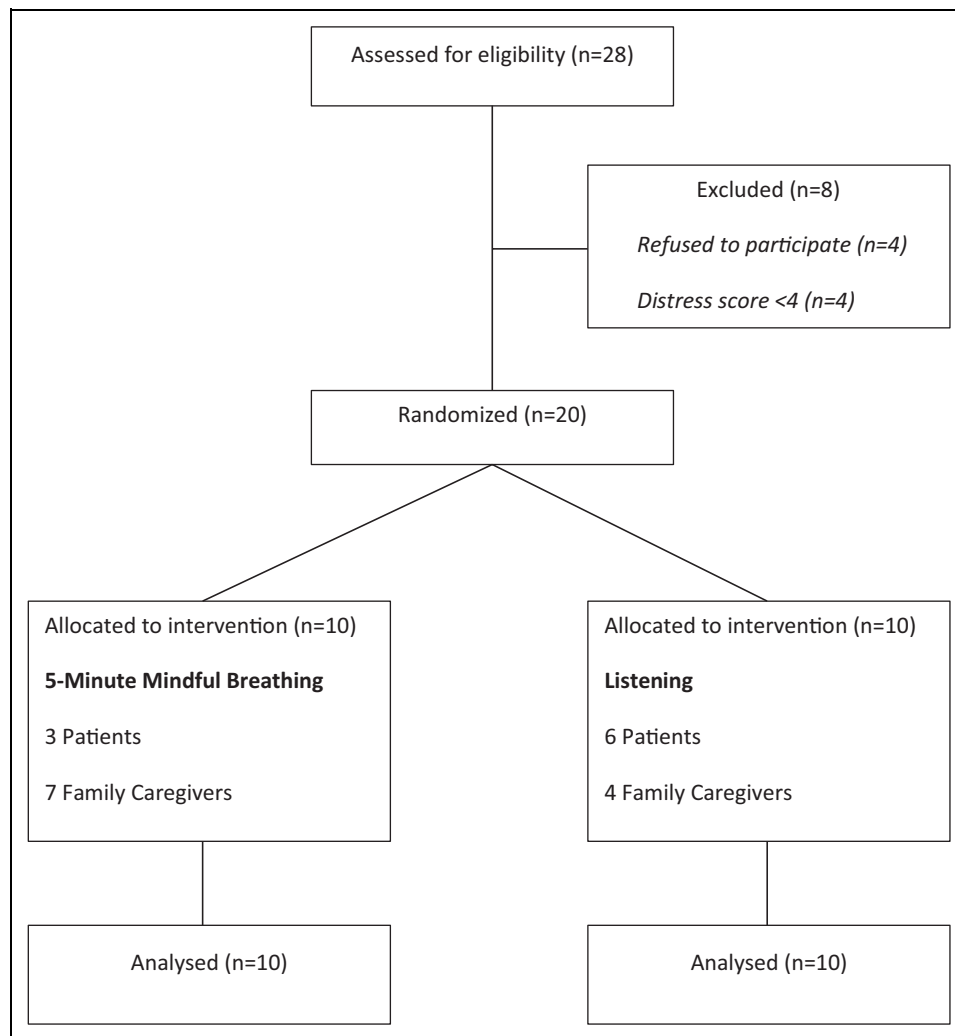 Assessed for eligibility (n=28)
Excluded (n=8)
Refused to participate (n=4)
Distress score <4 (n=4)
Randomized (n=20)
Allocated to intervention (n=10)
5-Minute Mindful Breathing
3 Patients
7 Family Caregivers
Allocated to intervention (n=10)
Listening
6 Patients
4 Family Caregivers
Analysed (n=10)
Analysed (n=10)